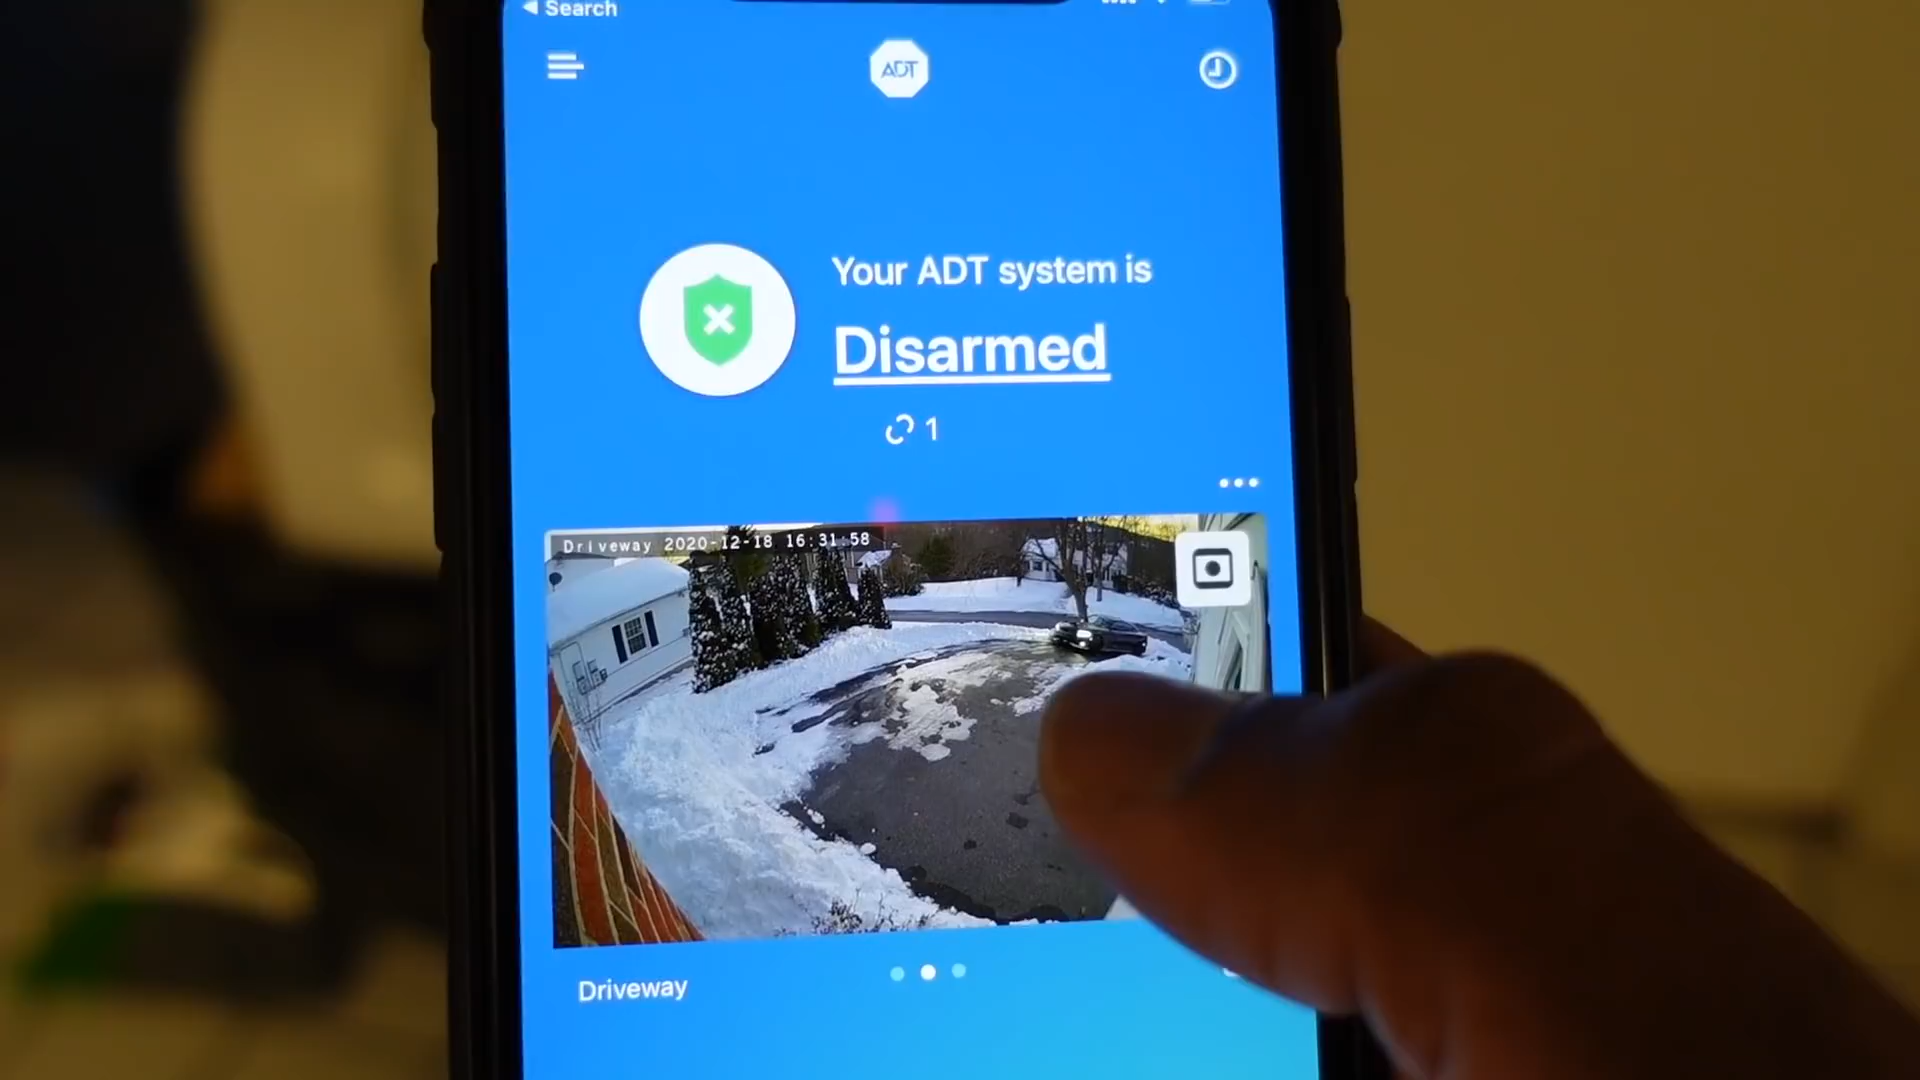 Search
ADT
Your ADT system is
Disarmed
1
Driveway 2020-12-18 16:31:58
Driveway